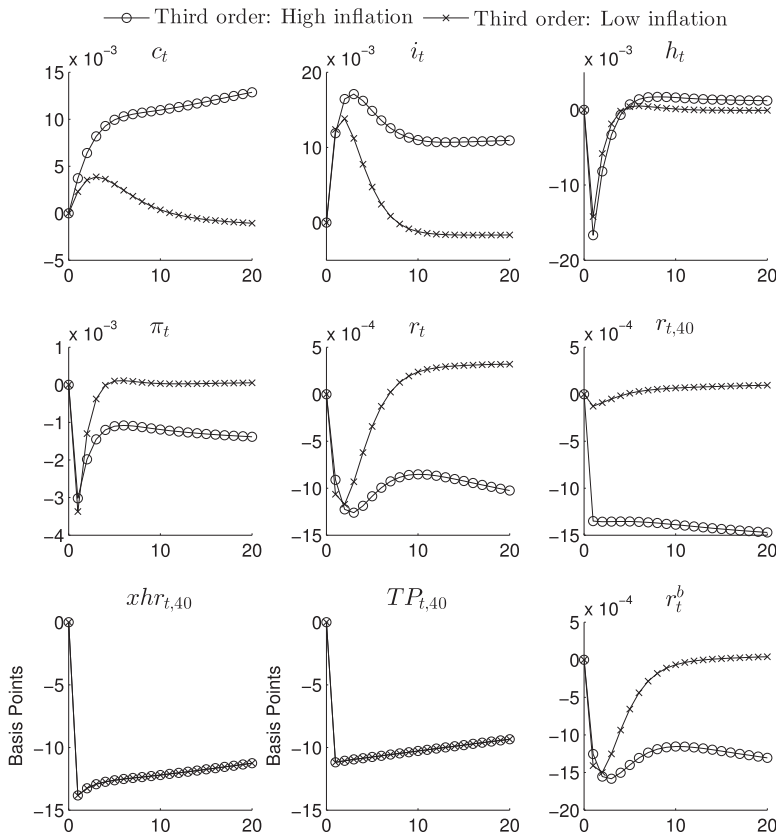 Third order: High inflation Third order: Low inflation
x 10⁻³ c_t
15
10
5
0
−5
0 10 20
x 10⁻³ i_t
20
10
0
0 10 20
x 10⁻³ h_t
0
−10
−20
0 10 20
x 10⁻³ π_t
1
0
−1
−2
−3
−4
0 10 20
x 10⁻⁴ r_t
5
0
−5
−10
−15
0 10 20
x 10⁻⁴ r_{t,40}
5
0
−5
−10
−15
0 10 20
xhr_{t,40}
Basis Points
0
−5
−10
−15
0 10 20
TP_{t,40}
Basis Points
0
−5
−10
−15
0 10 20
x 10⁻⁴ r_t^b
5
0
−5
−10
−15
−20
0 10 20